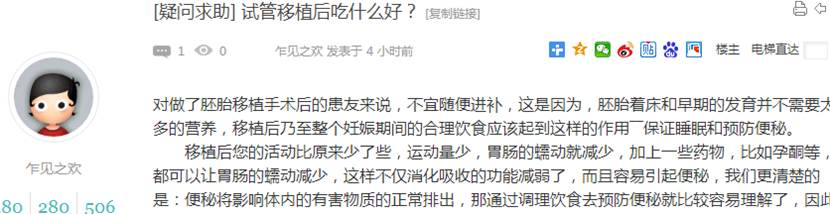 [疑问求助] 试管移植后吃什么好？ [复制链接]
1 0 乍见之欢 发表于 4 小时前 楼主 电梯直达
对做了胚胎移植手术后的患友来说，不宜随便进补，这是因为，胚胎着床和早期的发育并不需要太
多的营养，移植后乃至整个妊娠期间的合理饮食应该起到这样的作用￣保证睡眠和预防便秘。
移植后您的活动比原来少了些，运动量少，胃肠的蠕动就减少，加上一些药物，比如孕酮等，
都可以让胃肠的蠕动减少，这样不仅消化吸收的功能减弱了，而且容易引起便秘，我们更清楚的
是：便秘将影响体内的有害物质的正常排出，那通过调理饮食去预防便秘就比较容易理解了，因此
乍见之欢
280 280 506